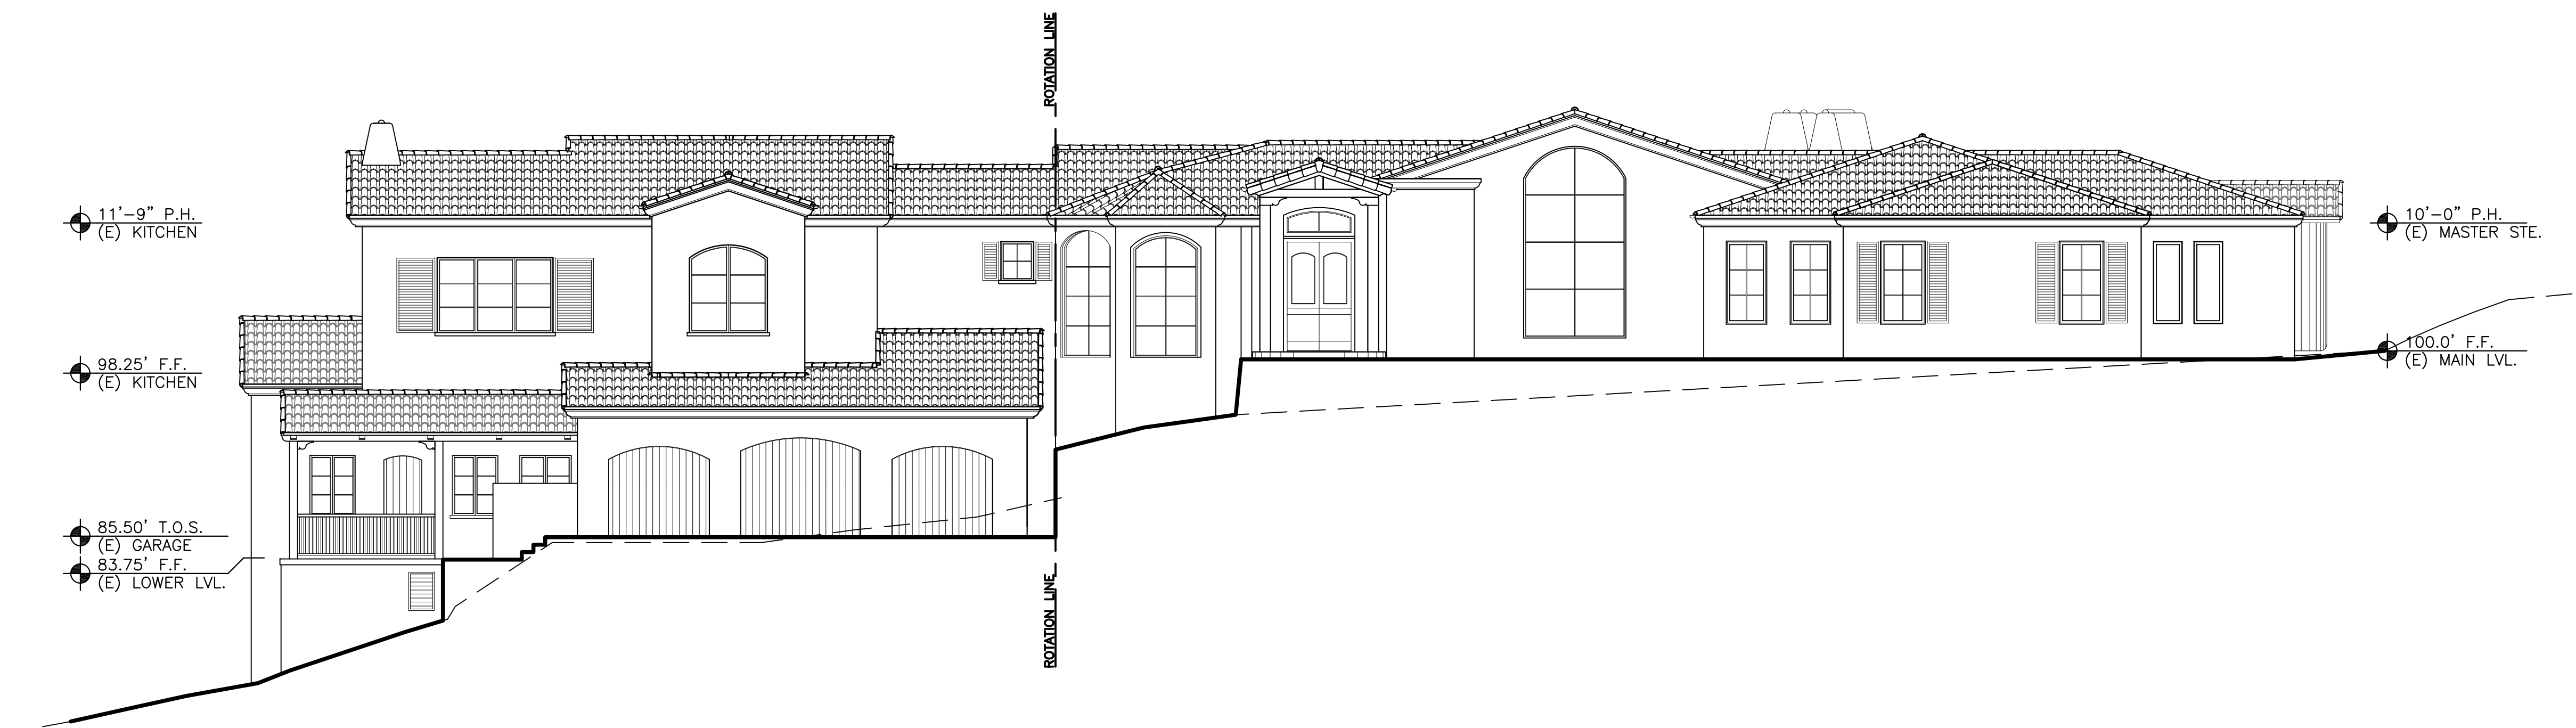 ROTATION LINE
11'-9" P.H.
(E) KITCHEN
10'-0" P.H.
(E) MASTER STE.
98.25' F.F.
(E) KITCHEN
100.0' F.F.
(E) MAIN LVL.
85.50' T.O.S.
(E) GARAGE
83.75' F.F.
(E) LOWER LVL.
ROTATION LINE